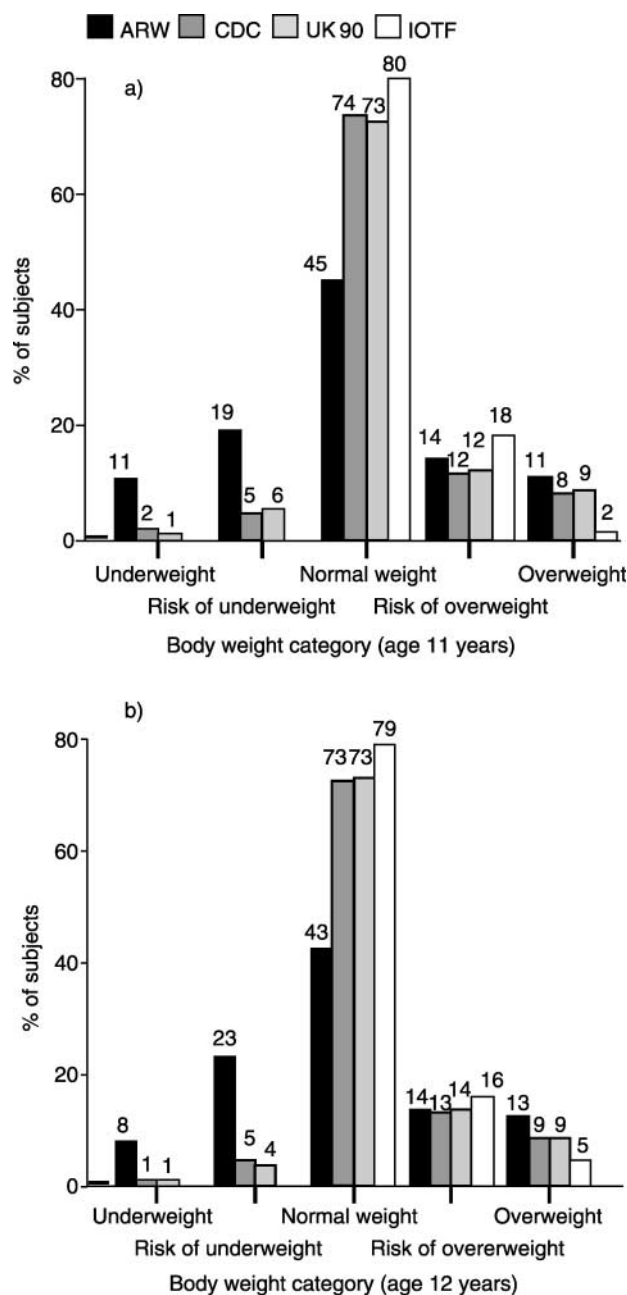 ARW CDC UK 90 IOTF
a)
80
60
40
20
0
% of subjects
11 2 1
19 5 6
45 74 73 80
14 12 12 18
11 8 9 2
Underweight Normal weight Overweight
Risk of underweight Risk of overweight
Body weight category (age 11 years)
b)
80
60
40
20
0
% of subjects
8 1 1
23 5 4
43 73 73 79
14 13 14 16
13 9 9 5
Underweight Normal weight Overweight
Risk of underweight Risk of overerweight
Body weight category (age 12 years)